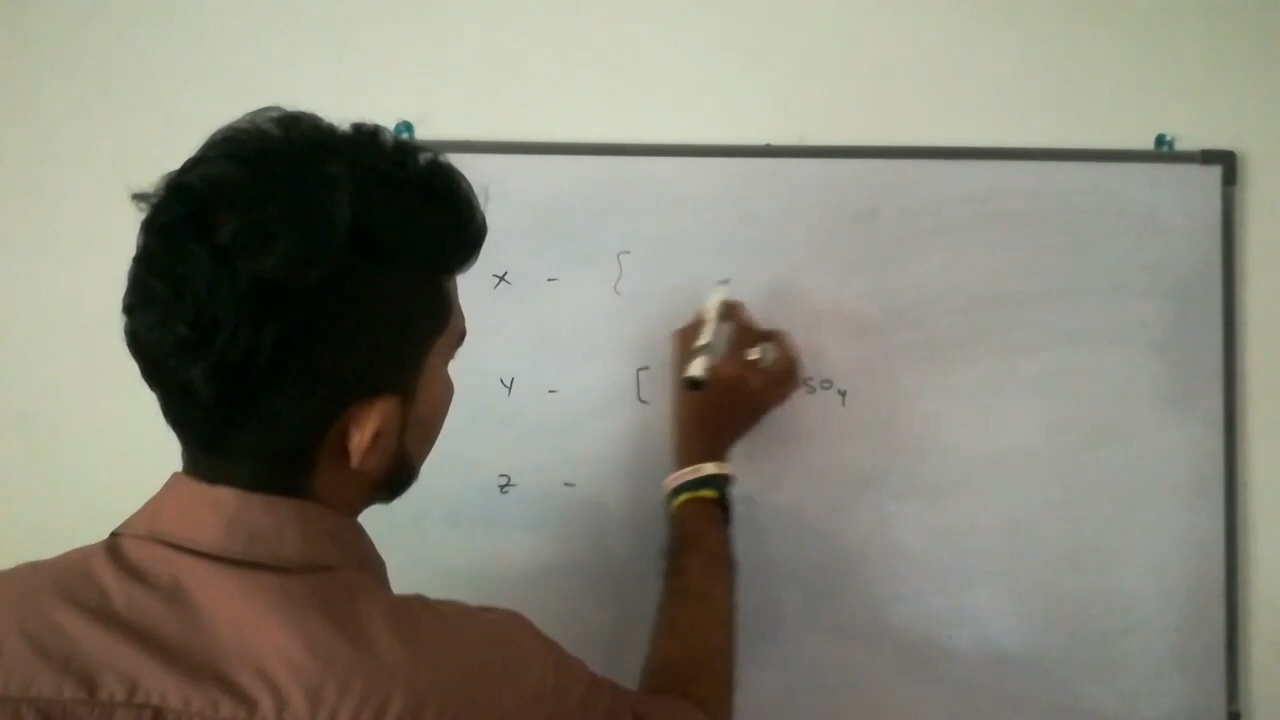 x - {
y - [ SO₄
z -